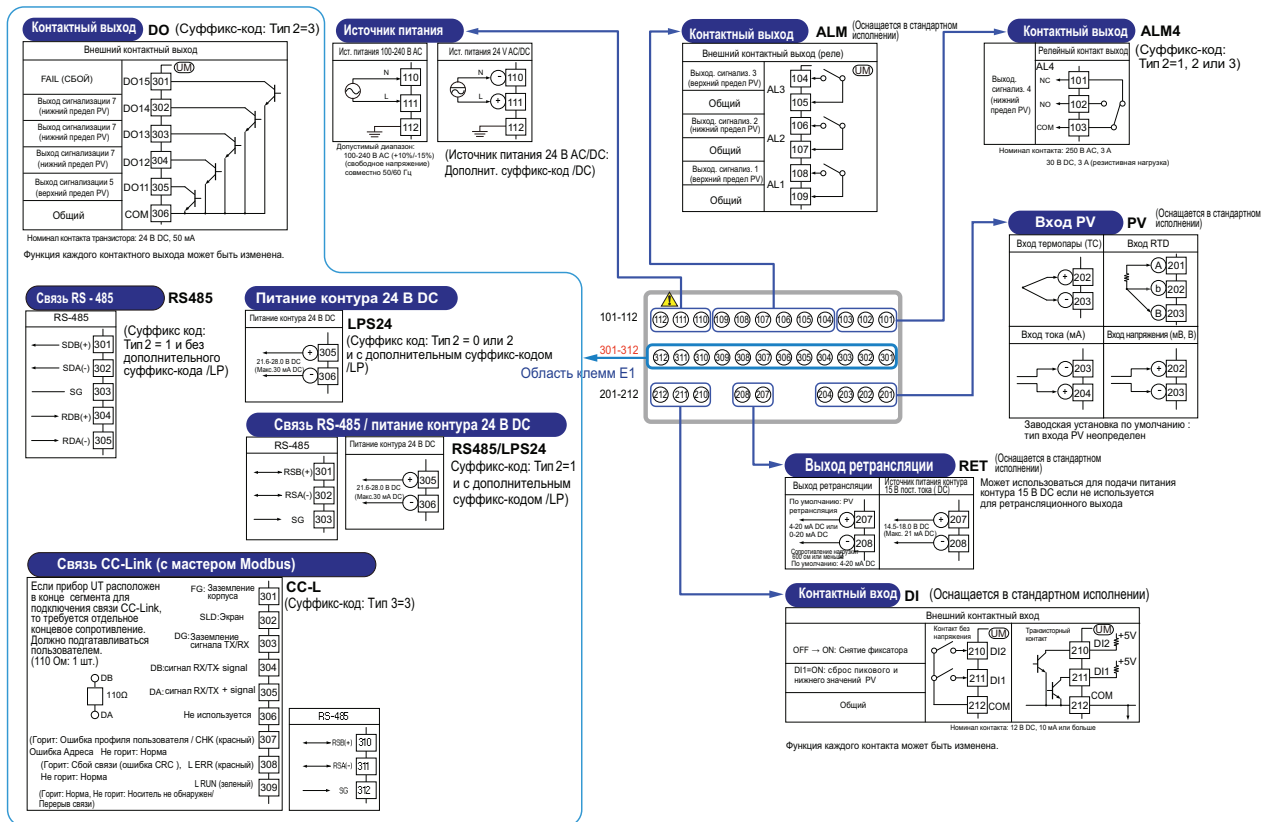 Контактный выход DO (Суффикс-код: Тип 2=3)
Внешний контактный выход
UM
FAIL (СБОЙ)
DO15 301
Выход сигнализации 7
(нижний предел PV)
DO14 302
Выход сигнализации 7
(нижний предел PV)
DO13 303
Выход сигнализации 7
(нижний предел PV)
DO12 304
Выход сигнализации 5
(верхний предел PV)
DO11 305
Общий
COM 306
Номинал контакта транзистора: 24 В DC, 50 мА
Функция каждого контактного выхода может быть изменена.
Источник питания
Ист. питания 100-240 В AC
Ист. питания 24 V AC/DC
N 110
L 111
112
N - 110
L + 111
112
Допустимый диапазон:
100-240 В AC (+10%/-15%)
(свободное напряжение)
совместно 50/60 Гц
(Источник питания 24 В AC/DC:
Дополнит. суффикс-код /DC)
Контактный выход ALM (Оснащается в стандартном
исполнении)
Внешний контактный выход (реле)
UM
Выход. сигнализ. 3
(верхний предел PV)
104
AL3
Общий
105
Выход. сигнализ. 2
(нижний предел PV)
106
AL2
Общий
107
Выход. сигнализ. 1
(верхний предел PV)
108
AL1
Общий
109
Контактный выход ALM4
(Суффикс-код:
Тип 2=1, 2 или 3)
Релейный контакт выход
AL4
Выход.
сигнализ. 4
(нижний
предел PV)
NC 101
NO 102
COM 103
Номинал контакта: 250 В AC, 3 А
30 В DC, 3 А (резистивная нагрузка)
Вход PV PV (Оснащается в стандартном
исполнении)
Вход термопары (TC)
Вход RTD
+ 202
- 203
A 201
b 202
B 203
Вход тока (мА)
Вход напряжения (мВ, В)
- 203
+ 204
+ 202
- 203
Заводская установка по умолчанию :
тип входа PV неопределен
101-112
112 111 110 109 108 107 106 105 104 103 102 101
301-312
312 311 310 309 308 307 306 305 304 303 302 301
Область клемм E1
201-212
212 211 210 208 207 204 203 202 201
Связь RS - 485 RS485
RS-485
SDB(+) 301
SDA(-) 302
SG 303
RDB(+) 304
RDA(-) 305
(Суффикс код:
Тип 2 = 1 и без
дополнительного
суффикс-кода /LP)
Питание контура 24 В DC
Питание контура 24 В DC
LPS24
(Суффикс код: Тип 2 = 0 или 2
и с дополнительным суффикс-кодом
/LP)
+ 305
21.6-28.0 В DC
(Макс.30 мА DC)
- 306
Связь RS-485 / питание контура 24 В DC
RS-485
Питание контура 24 В DC
RSB(+) 301
RSA(-) 302
SG 303
+ 305
21.6-28.0 В DC
(Макс.30 мА DC)
- 306
RS485/LPS24
Суффикс-код: Тип 2=1
и с дополнительным
суффикс-кодом /LP)
Связь CC-Link (с мастером Modbus)
CC-L
(Суффикс-код: Тип 3=3)
Если прибор UT расположен
в конце сегмента для
подключения связи CC-Link,
то требуется отдельное
концевое сопротивление.
Должно подгатавливаться
пользователем.
(110 Ом: 1 шт.)
DB
110Ω
DA
FG: Заземление
корпуса
301
SLD:Экран
302
DG:Заземление
сигнала TX/RX
303
DB:сигнал RX/TX- signal 304
DA:сигнал RX/TX + signal 305
Не используется 306
(Горит: Ошибка профиля пользователя / CHK (красный) 307
Ошибка Адреса Не горит: Норма
(Горит: Сбой связи (ошибка CRC ), L ERR (красный) 308
Не горит: Норма
L RUN (зеленый) 309
(Горит: Норма, Не горит: Носитель не обнаружен/
Перерыв связи)
RS-485
RSB(+) 310
RSA(-) 311
SG 312
Выход ретрансляции RET (Оснащается в стандартном
исполнении)
Выход ретрансляции
Источник питания контура
15 В пост. тока ( DC)
По умолчанию: PV
ретрансляция
4-20 мА DC или
0-20 мА DC
+ 207
- 208
Сопротивление нагрузки
600 ом или меньше
По умолчанию: 4-20 мА DC
14.5-18.0 В DC
(Макс. 21 мА DC)
+ 207
- 208
Может использоваться для подачи питания
контура 15 В DC если не используется
для ретрансляционного выхода
Контактный вход DI (Оснащается в стандартном исполнении)
Внешний контактный вход
Контакт без
напряжения
UM
Транзисторный
контакт
UM
OFF → ON: Снятие фиксатора
210 DI2
210 DI2 +5V
DI1=ON: сброс пикового и
нижнего значений PV
211 DI1
211 DI1 +5V
Общий
212 COM
212 COM
Номинал контакта: 12 В DC, 10 мА или больше
Функция каждого контакта может быть изменена.